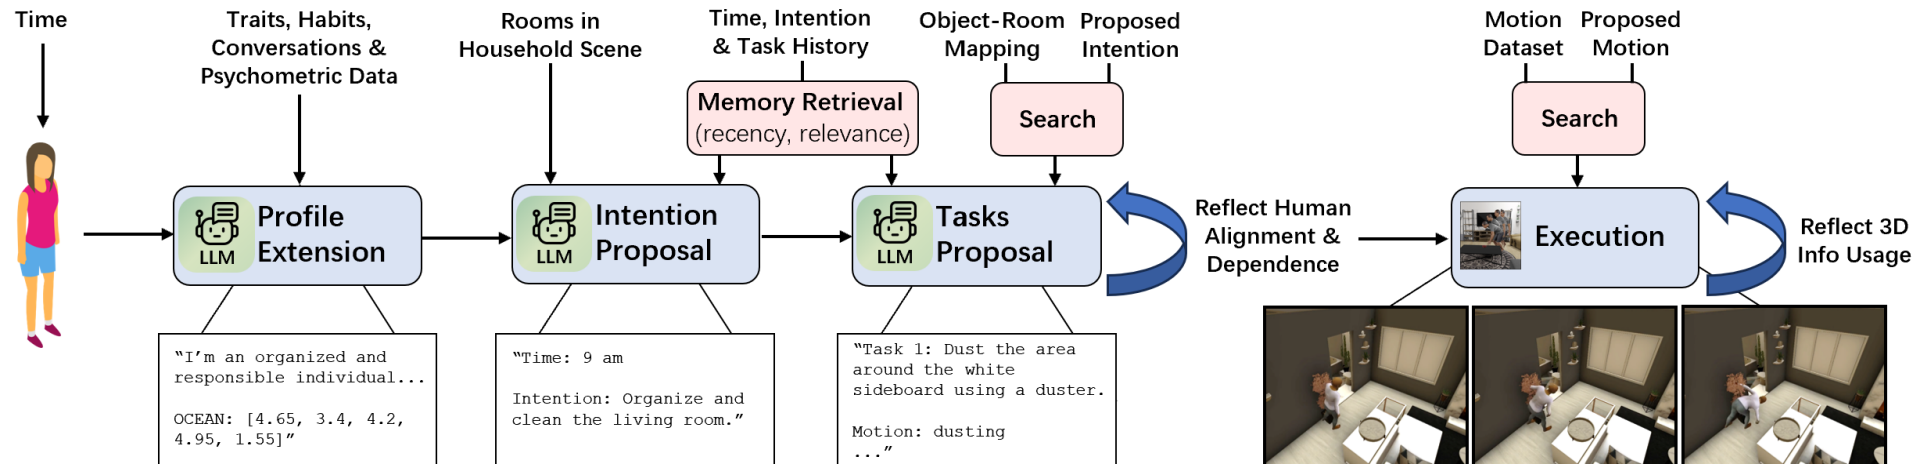 Time
Traits, Habits,
Conversations &
Psychometric Data
Rooms in
Household Scene
Time, Intention
& Task History
Object-Room
Mapping
Proposed
Intention
Motion
Dataset
Proposed
Motion
Memory Retrieval
(recency, relevance)
Search
Search
LLM
Profile
Extension
LLM
Intention
Proposal
LLM
Tasks
Proposal
Reflect Human
Alignment &
Dependence
Execution
Reflect 3D
Info Usage
“I’m an organized and
responsible individual...
OCEAN: [4.65, 3.4, 4.2,
4.95, 1.55]”
“Time: 9 am
Intention: Organize and
clean the living room.”
“Task 1: Dust the area
around the white
sideboard using a duster.
Motion: dusting
...”